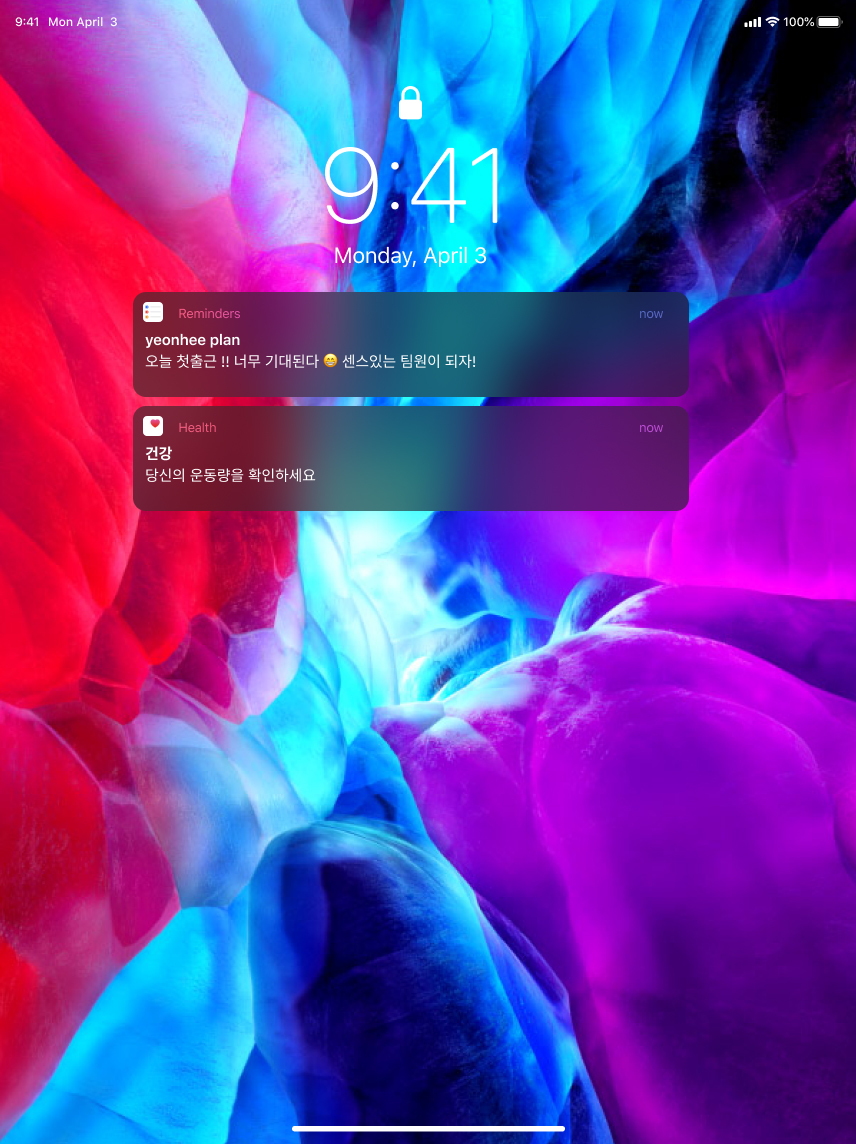 9:41 Mon April 3 100%
9:41
Monday, April 3
Reminders now
yeonhee plan
오늘 첫출근 !! 너무 기대된다 😁 센스있는 팀원이 되자!
Health now
건강
당신의 운동량을 확인하세요